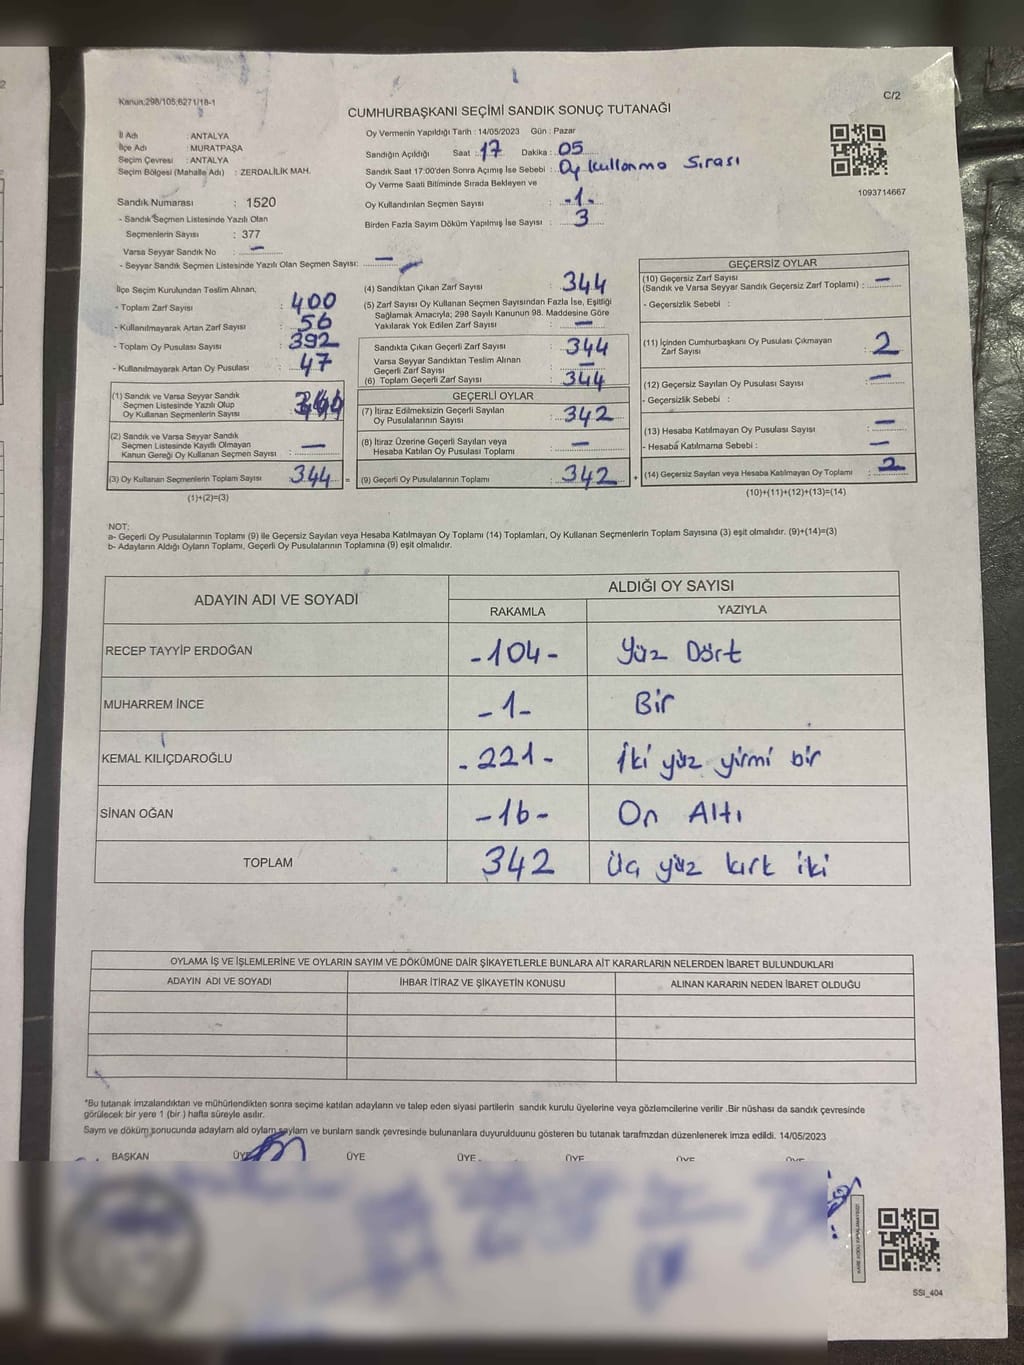 Kanun:298/105;6271/18-1
C/2
CUMHURBAŞKANI SEÇİMİ SANDIK SONUÇ TUTANAĞI
İl Adı : ANTALYA
İlçe Adı : MURATPAŞA
Seçim Çevresi : ANTALYA
Seçim Bölgesi (Mahalle Adı) : ZERDALİLİK MAH.
Sandık Numarası : 1520
- Sandık Seçmen Listesinde Yazılı Olan
Seçmenlerin Sayısı : 377
Varsa Seyyar Sandık No : —
- Seyyar Sandık Seçmen Listesinde Yazılı Olan Seçmen Sayısı: —
Oy Vermenin Yapıldığı Tarih : 14/05/2023 Gün : Pazar
Sandığın Açıldığı Saat : 17 Dakika : 05
Sandık Saat 17:00'den Sonra Açımış İse Sebebi : Oy kullanma Sırası
Oy Verme Saati Bitiminde Sırada Bekleyen ve
Oy Kullandırılan Seçmen Sayısı : -1-
Birden Fazla Sayım Döküm Yapılmış İse Sayısı : 3
1093714667
İlçe Seçim Kurulundan Teslim Alınan,
- Toplam Zarf Sayısı : 400
- Kullanılmayarak Artan Zarf Sayısı : 56
- Toplam Oy Pusulası Sayısı : 392
- Kullanılmayarak Artan Oy Pusulası : 47
(1) Sandık ve Varsa Seyyar Sandık
Seçmen Listesinde Yazılı Olup
Oy Kullanan Seçmenlerin Sayısı : 344
(2) Sandık ve Varsa Seyyar Sandık
Seçmen Listesinde Kayıtlı Olmayan
Kanun Gereği Oy Kullanan Seçmen Sayısı : —
(3) Oy Kullanan Seçmenlerin Toplam Sayısı : 344 =
(1)+(2)=(3)
(4) Sandıktan Çıkan Zarf Sayısı : 344
(5) Zarf Sayısı Oy Kullanan Seçmen Sayısından Fazla İse, Eşitliği
Sağlamak Amacıyla; 298 Sayılı Kanunun 98. Maddesine Göre
Yakılarak Yok Edilen Zarf Sayısı : —
Sandıkta Çıkan Geçerli Zarf Sayısı : 344
Varsa Seyyar Sandıktan Teslim Alınan
Geçerli Zarf Sayısı : —
(6) Toplam Geçerli Zarf Sayısı : 344
GEÇERLİ OYLAR
(7) İtiraz Edilmeksizin Geçerli Sayılan
Oy Pusulalarının Sayısı : 342
(8) İtiraz Üzerine Geçerli Sayılan veya
Hesaba Katılan Oy Pusulası Toplamı : —
(9) Geçerli Oy Pusulalarının Toplamı : 342 +
GEÇERSİZ OYLAR
(10) Geçersiz Zarf Sayısı
(Sandık ve Varsa Seyyar Sandık Geçersiz Zarf Toplamı) : —
- Geçersizlik Sebebi :
(11) İçinden Cumhurbaşkanı Oy Pusulası Çıkmayan
Zarf Sayısı : 2
(12) Geçersiz Sayılan Oy Pusulası Sayısı : —
- Geçersizlik Sebebi :
(13) Hesaba Katılmayan Oy Pusulası Sayısı : —
- Hesaba Katılmama Sebebi : —
(14) Geçersiz Sayılan veya Hesaba Katılmayan Oy Toplamı : 2
(10)+(11)+(12)+(13)=(14)
NOT:
a- Geçerli Oy Pusulalarının Toplamı (9) ile Geçersiz Sayılan veya Hesaba Katılmayan Oy Toplamı (14) Toplamları, Oy Kullanan Seçmenlerin Toplam Sayısına (3) eşit olmalıdır. (9)+(14)=(3)
b- Adayların Aldığı Oyların Toplamı, Geçerli Oy Pusulalarının Toplamına (9) eşit olmalıdır.
ADAYIN ADI VE SOYADI
ALDIĞI OY SAYISI
RAKAMLA YAZIYLA
RECEP TAYYİP ERDOĞAN -104- Yüz Dört
MUHARREM İNCE -1- Bir
KEMAL KILIÇDAROĞLU -221- İki yüz yirmi bir
SİNAN OĞAN -16- On Altı
TOPLAM 342 Üç yüz kırk iki
OYLAMA İŞ VE İŞLEMLERİNE VE OYLARIN SAYIM VE DÖKÜMÜNE DAİR ŞİKAYETLERLE BUNLARA AİT KARARLARIN NELERDEN İBARET BULUNDUKLARI
ADAYIN ADI VE SOYADI İHBAR İTİRAZ VE ŞİKAYETİN KONUSU ALINAN KARARIN NEDEN İBARET OLDUĞU
*Bu tutanak imzalandıktan ve mühürlendikten sonra seçime katılan adayların ve talep eden siyasi partilerin sandık kurulu üyelerine veya gözlemcilerine verilir .Bir nüshası da sandık çevresinde
görülecek bir yere 1 (bir ) hafta süreyle asılır.
Sayım ve döküm sonucunda adayların ald oyların sayları ve bunların sandk çevresinde bulunanlara duyurulduunu gösteren bu tutanak tarafmzdan düzenlenerek imza edildi. 14/05/2023
BAŞKAN ÜYE ÜYE ÜYE ÜYE ÜYE ÜYE
SSI_404